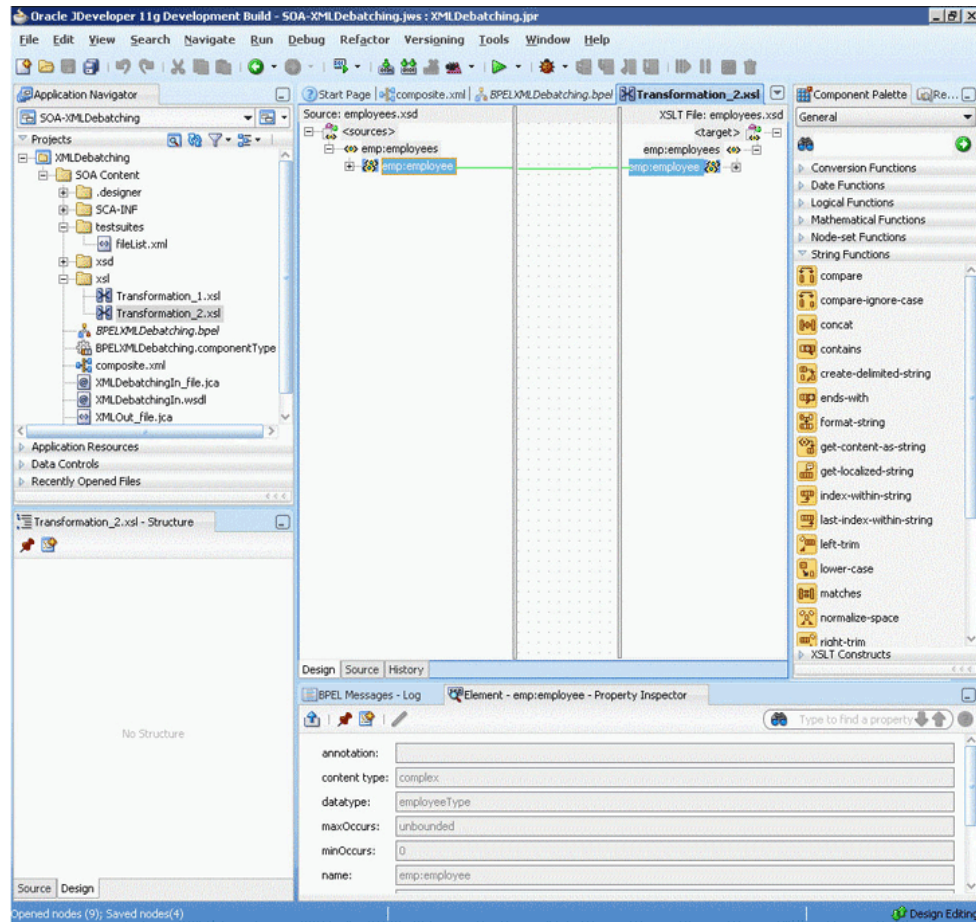 Oracle JDeveloper 11g Development Build - SOA-XMLDebatching.jws : XMLDebatching.jpr
File Edit View Search Navigate Run Debug Refactor Versioning Tools Window Help
Application Navigator
SOA-XMLDebatching
Projects
XMLDebatching
SOA Content
.designer
SCA-INF
testsuites
fileList.xml
xsd
xsl
Transformation_1.xsl
Transformation_2.xsl
BPELXMLDebatching.bpel
BPELXMLDebatching.componentType
composite.xml
XMLDebatchingIn_file.jca
XMLDebatchingIn.wsdl
XMLOut_file.jca
Application Resources
Data Controls
Recently Opened Files
Transformation_2.xsl - Structure
No Structure
Source Design
Start Page composite.xml BPELXMLDebatching.bpel Transformation_2.xsl
Source: employees.xsd XSLT File: employees.xsd
<sources> <target>
emp:employees emp:employees
emp:employee emp:employee
Design Source History
BPEL Messages - Log Element - emp:employee - Property Inspector
Type to find a property
annotation:
content type: complex
datatype: employeeType
maxOccurs: unbounded
minOccurs: 0
name: emp:employee
Component Palette Re...
General
Conversion Functions
Date Functions
Logical Functions
Mathematical Functions
Node-set Functions
String Functions
compare
compare-ignore-case
concat
contains
create-delimited-string
ends-with
format-string
get-content-as-string
get-localized-string
index-within-string
last-index-within-string
left-trim
lower-case
matches
normalize-space
right-trim
XSLT Constructs
Opened nodes (9); Saved nodes(4) Design Editing